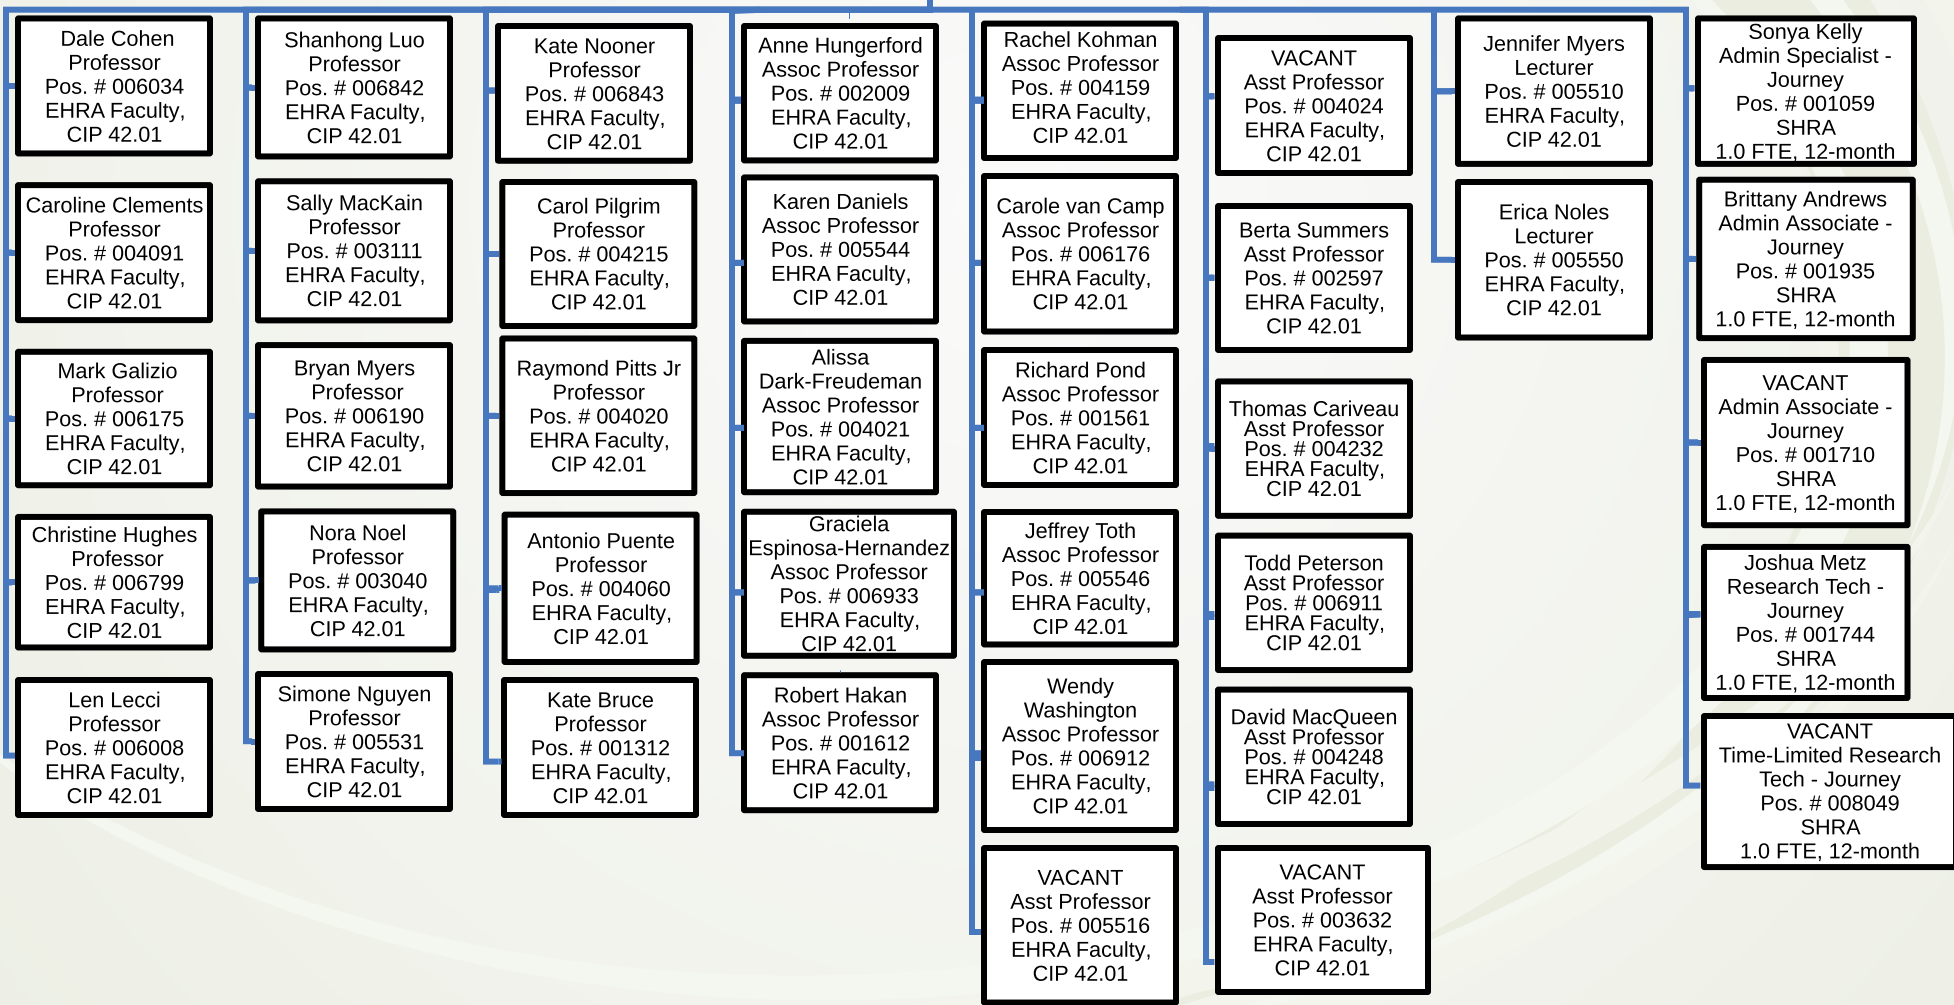 Dale Cohen
Professor
Pos. # 006034
EHRA Faculty,
CIP 42.01
Caroline Clements
Professor
Pos. # 004091
EHRA Faculty,
CIP 42.01
Mark Galizio
Professor
Pos. # 006175
EHRA Faculty,
CIP 42.01
Christine Hughes
Professor
Pos. # 006799
EHRA Faculty,
CIP 42.01
Len Lecci
Professor
Pos. # 006008
EHRA Faculty,
CIP 42.01
Shanhong Luo
Professor
Pos. # 006842
EHRA Faculty,
CIP 42.01
Sally MacKain
Professor
Pos. # 003111
EHRA Faculty,
CIP 42.01
Bryan Myers
Professor
Pos. # 006190
EHRA Faculty,
CIP 42.01
Nora Noel
Professor
Pos. # 003040
EHRA Faculty,
CIP 42.01
Simone Nguyen
Professor
Pos. # 005531
EHRA Faculty,
CIP 42.01
Kate Nooner
Professor
Pos. # 006843
EHRA Faculty,
CIP 42.01
Carol Pilgrim
Professor
Pos. # 004215
EHRA Faculty,
CIP 42.01
Raymond Pitts Jr
Professor
Pos. # 004020
EHRA Faculty,
CIP 42.01
Antonio Puente
Professor
Pos. # 004060
EHRA Faculty,
CIP 42.01
Kate Bruce
Professor
Pos. # 001312
EHRA Faculty,
CIP 42.01
Anne Hungerford
Assoc Professor
Pos. # 002009
EHRA Faculty,
CIP 42.01
Karen Daniels
Assoc Professor
Pos. # 005544
EHRA Faculty,
CIP 42.01
Alissa
Dark-Freudeman
Assoc Professor
Pos. # 004021
EHRA Faculty,
CIP 42.01
Graciela
Espinosa-Hernandez
Assoc Professor
Pos. # 006933
EHRA Faculty,
CIP 42.01
Robert Hakan
Assoc Professor
Pos. # 001612
EHRA Faculty,
CIP 42.01
Rachel Kohman
Assoc Professor
Pos. # 004159
EHRA Faculty,
CIP 42.01
Carole van Camp
Assoc Professor
Pos. # 006176
EHRA Faculty,
CIP 42.01
Richard Pond
Assoc Professor
Pos. # 001561
EHRA Faculty,
CIP 42.01
Jeffrey Toth
Assoc Professor
Pos. # 005546
EHRA Faculty,
CIP 42.01
Wendy
Washington
Assoc Professor
Pos. # 006912
EHRA Faculty,
CIP 42.01
VACANT
Asst Professor
Pos. # 005516
EHRA Faculty,
CIP 42.01
VACANT
Asst Professor
Pos. # 004024
EHRA Faculty,
CIP 42.01
Berta Summers
Asst Professor
Pos. # 002597
EHRA Faculty,
CIP 42.01
Thomas Cariveau
Asst Professor
Pos. # 004232
EHRA Faculty,
CIP 42.01
Todd Peterson
Asst Professor
Pos. # 006911
EHRA Faculty,
CIP 42.01
David MacQueen
Asst Professor
Pos. # 004248
EHRA Faculty,
CIP 42.01
VACANT
Asst Professor
Pos. # 003632
EHRA Faculty,
CIP 42.01
Jennifer Myers
Lecturer
Pos. # 005510
EHRA Faculty,
CIP 42.01
Erica Noles
Lecturer
Pos. # 005550
EHRA Faculty,
CIP 42.01
Sonya Kelly
Admin Specialist -
Journey
Pos. # 001059
SHRA
1.0 FTE, 12-month
Brittany Andrews
Admin Associate -
Journey
Pos. # 001935
SHRA
1.0 FTE, 12-month
VACANT
Admin Associate -
Journey
Pos. # 001710
SHRA
1.0 FTE, 12-month
Joshua Metz
Research Tech -
Journey
Pos. # 001744
SHRA
1.0 FTE, 12-month
VACANT
Time-Limited Research
Tech - Journey
Pos. # 008049
SHRA
1.0 FTE, 12-month